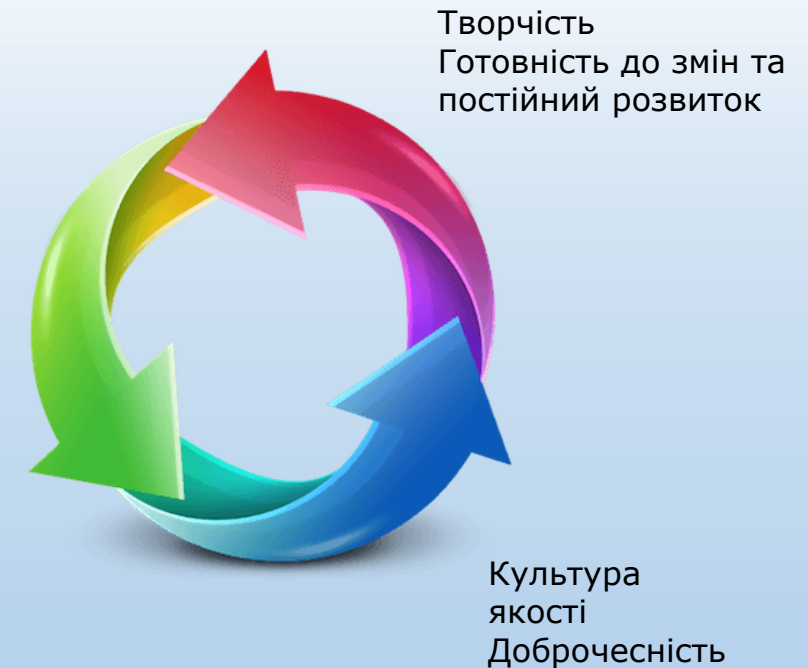 Творчість
Готовність до змін та
постійний розвиток
Культура
якості
Доброчесність